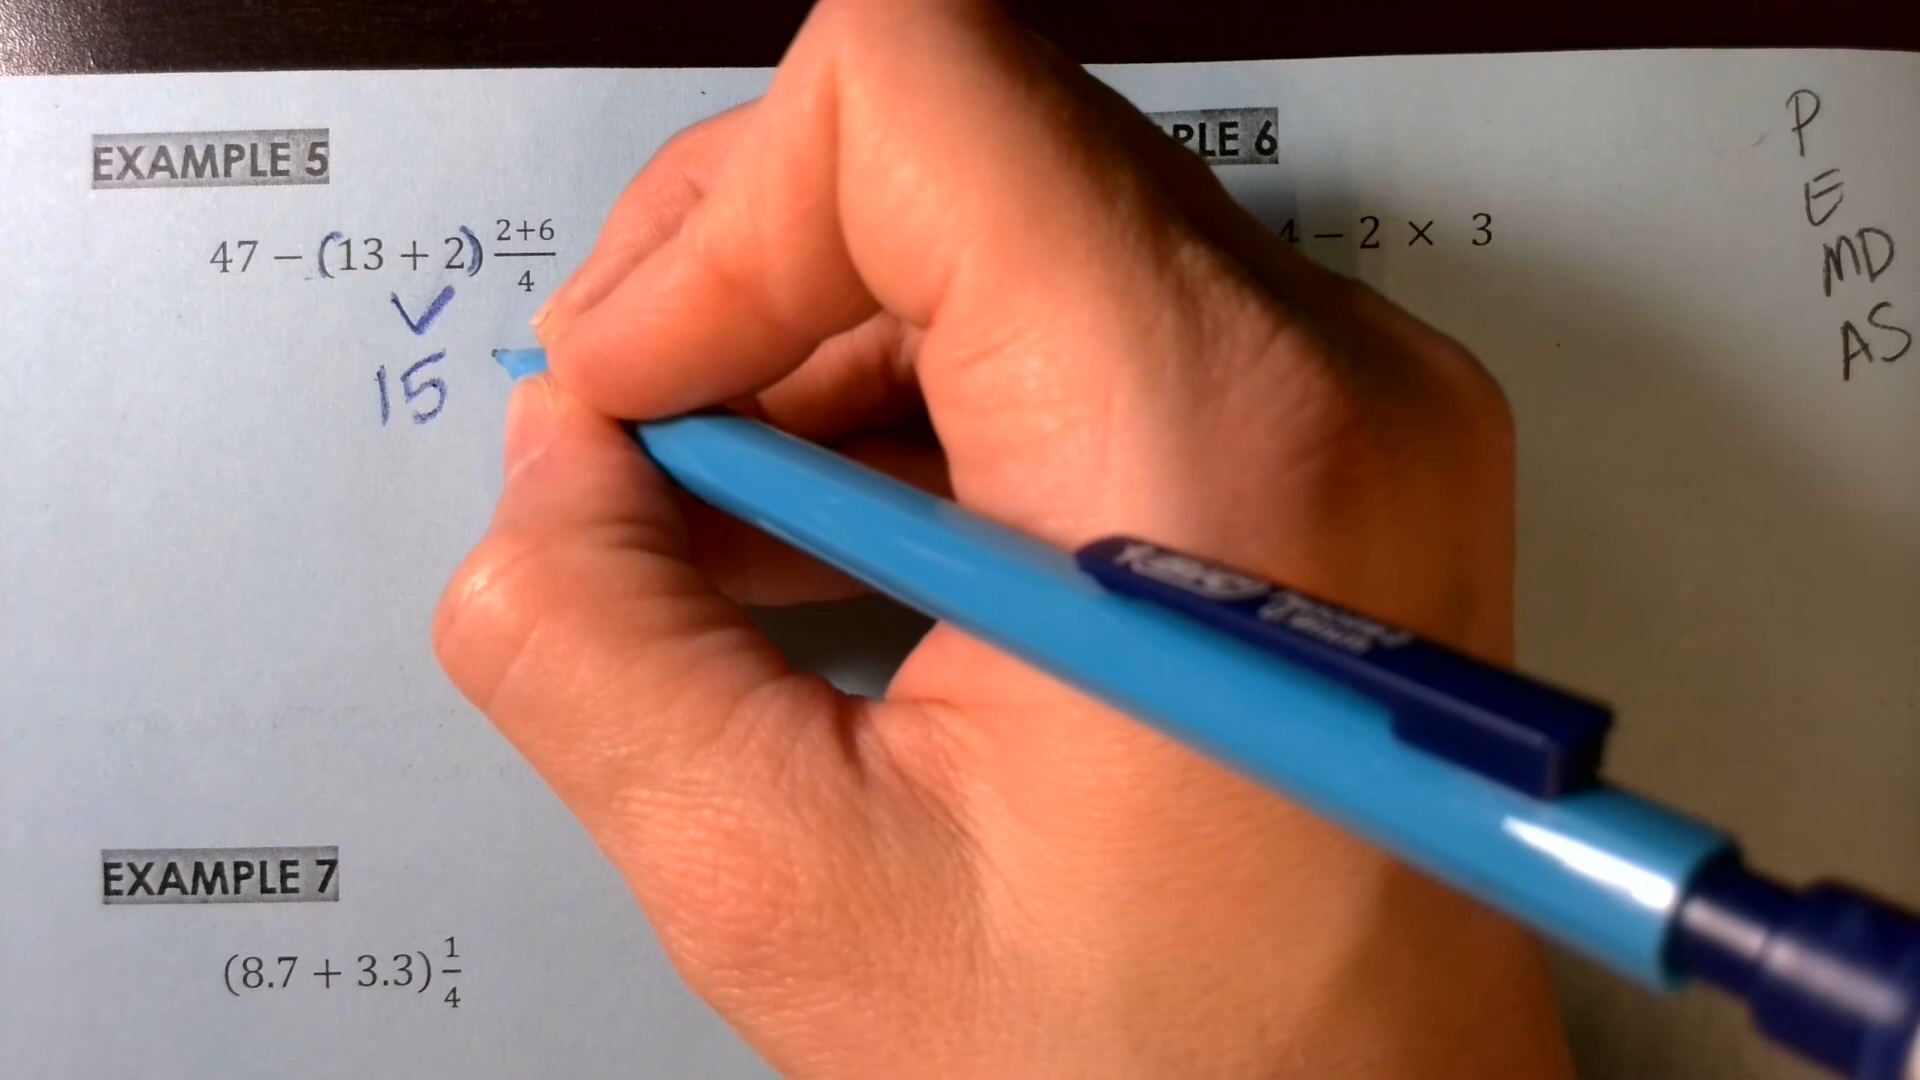 EXAMPLE 5
47 − (13 + 2) 2+6/4
15
PLE 6
4 − 2 × 3
P
E
MD
AS
EXAMPLE 7
(8.7 + 3.3) 1/4